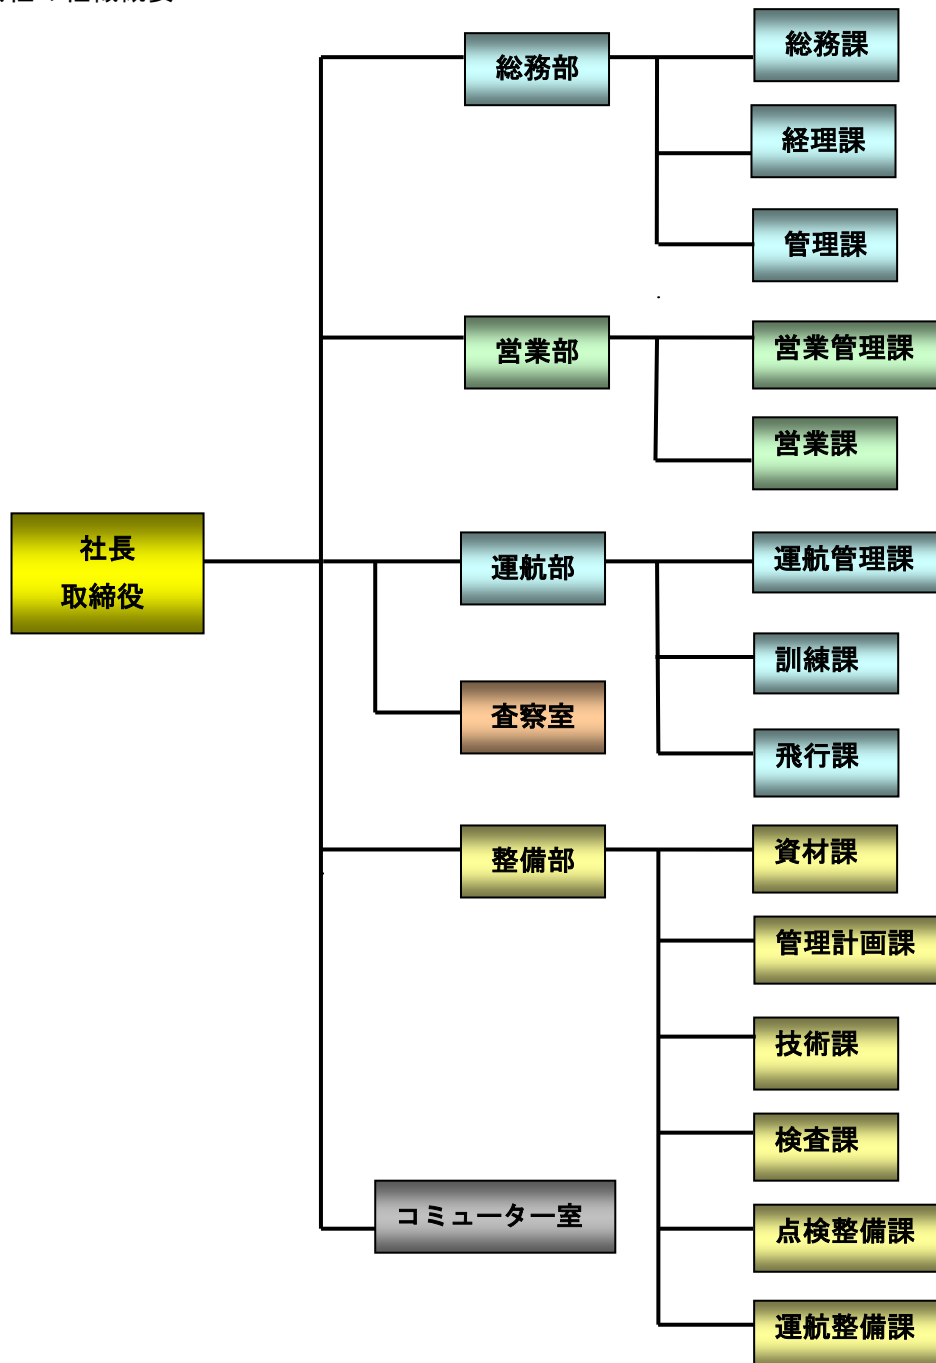 総務課
総務部
経理課
管理課
営業部
営業管理課
営業課
社長
取締役
運航部
運航管理課
訓練課
査察室
飛行課
整備部
資材課
管理計画課
技術課
検査課
コミューター室
点検整備課
運航整備課